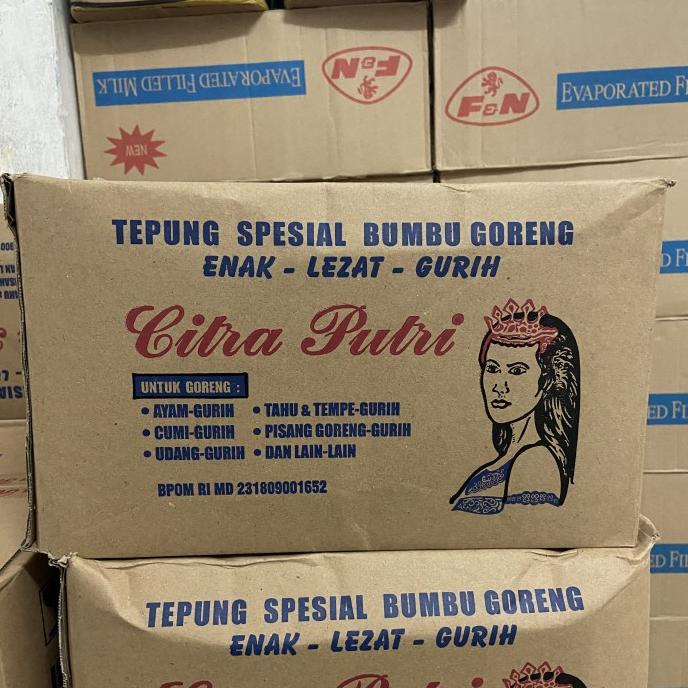 EVAPORATED FILLED MILK
F&N
NEW
F&N
EVAPORATED
TEPUNG SPESIAL BUMBU GORENG
ENAK - LEZAT - GURIH
Citra Putri
UNTUK GORENG :
• AYAM-GURIH • TAHU & TEMPE-GURIH
• CUMI-GURIH • PISANG GORENG-GURIH
• UDANG-GURIH • DAN LAIN-LAIN
BPOM RI MD 231809001652
TEPUNG SPESIAL BUMBU GORENG
ENAK - LEZAT - GURIH